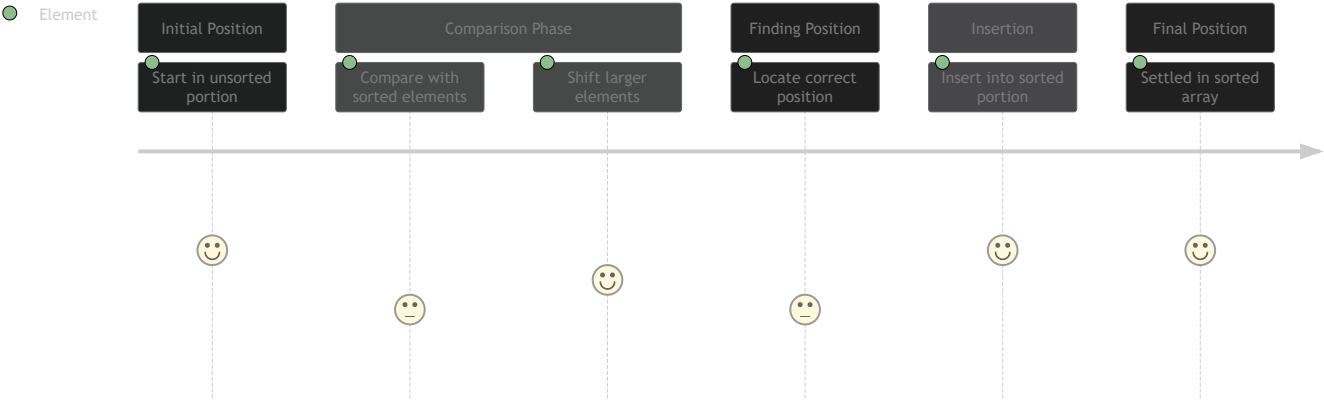 Element
Initial Position
Comparison Phase
Finding Position
Insertion
Final Position
Start in unsorted
portion
Compare with
sorted elements
Shift larger
elements
Locate correct
position
Insert into sorted
portion
Settled in sorted
array